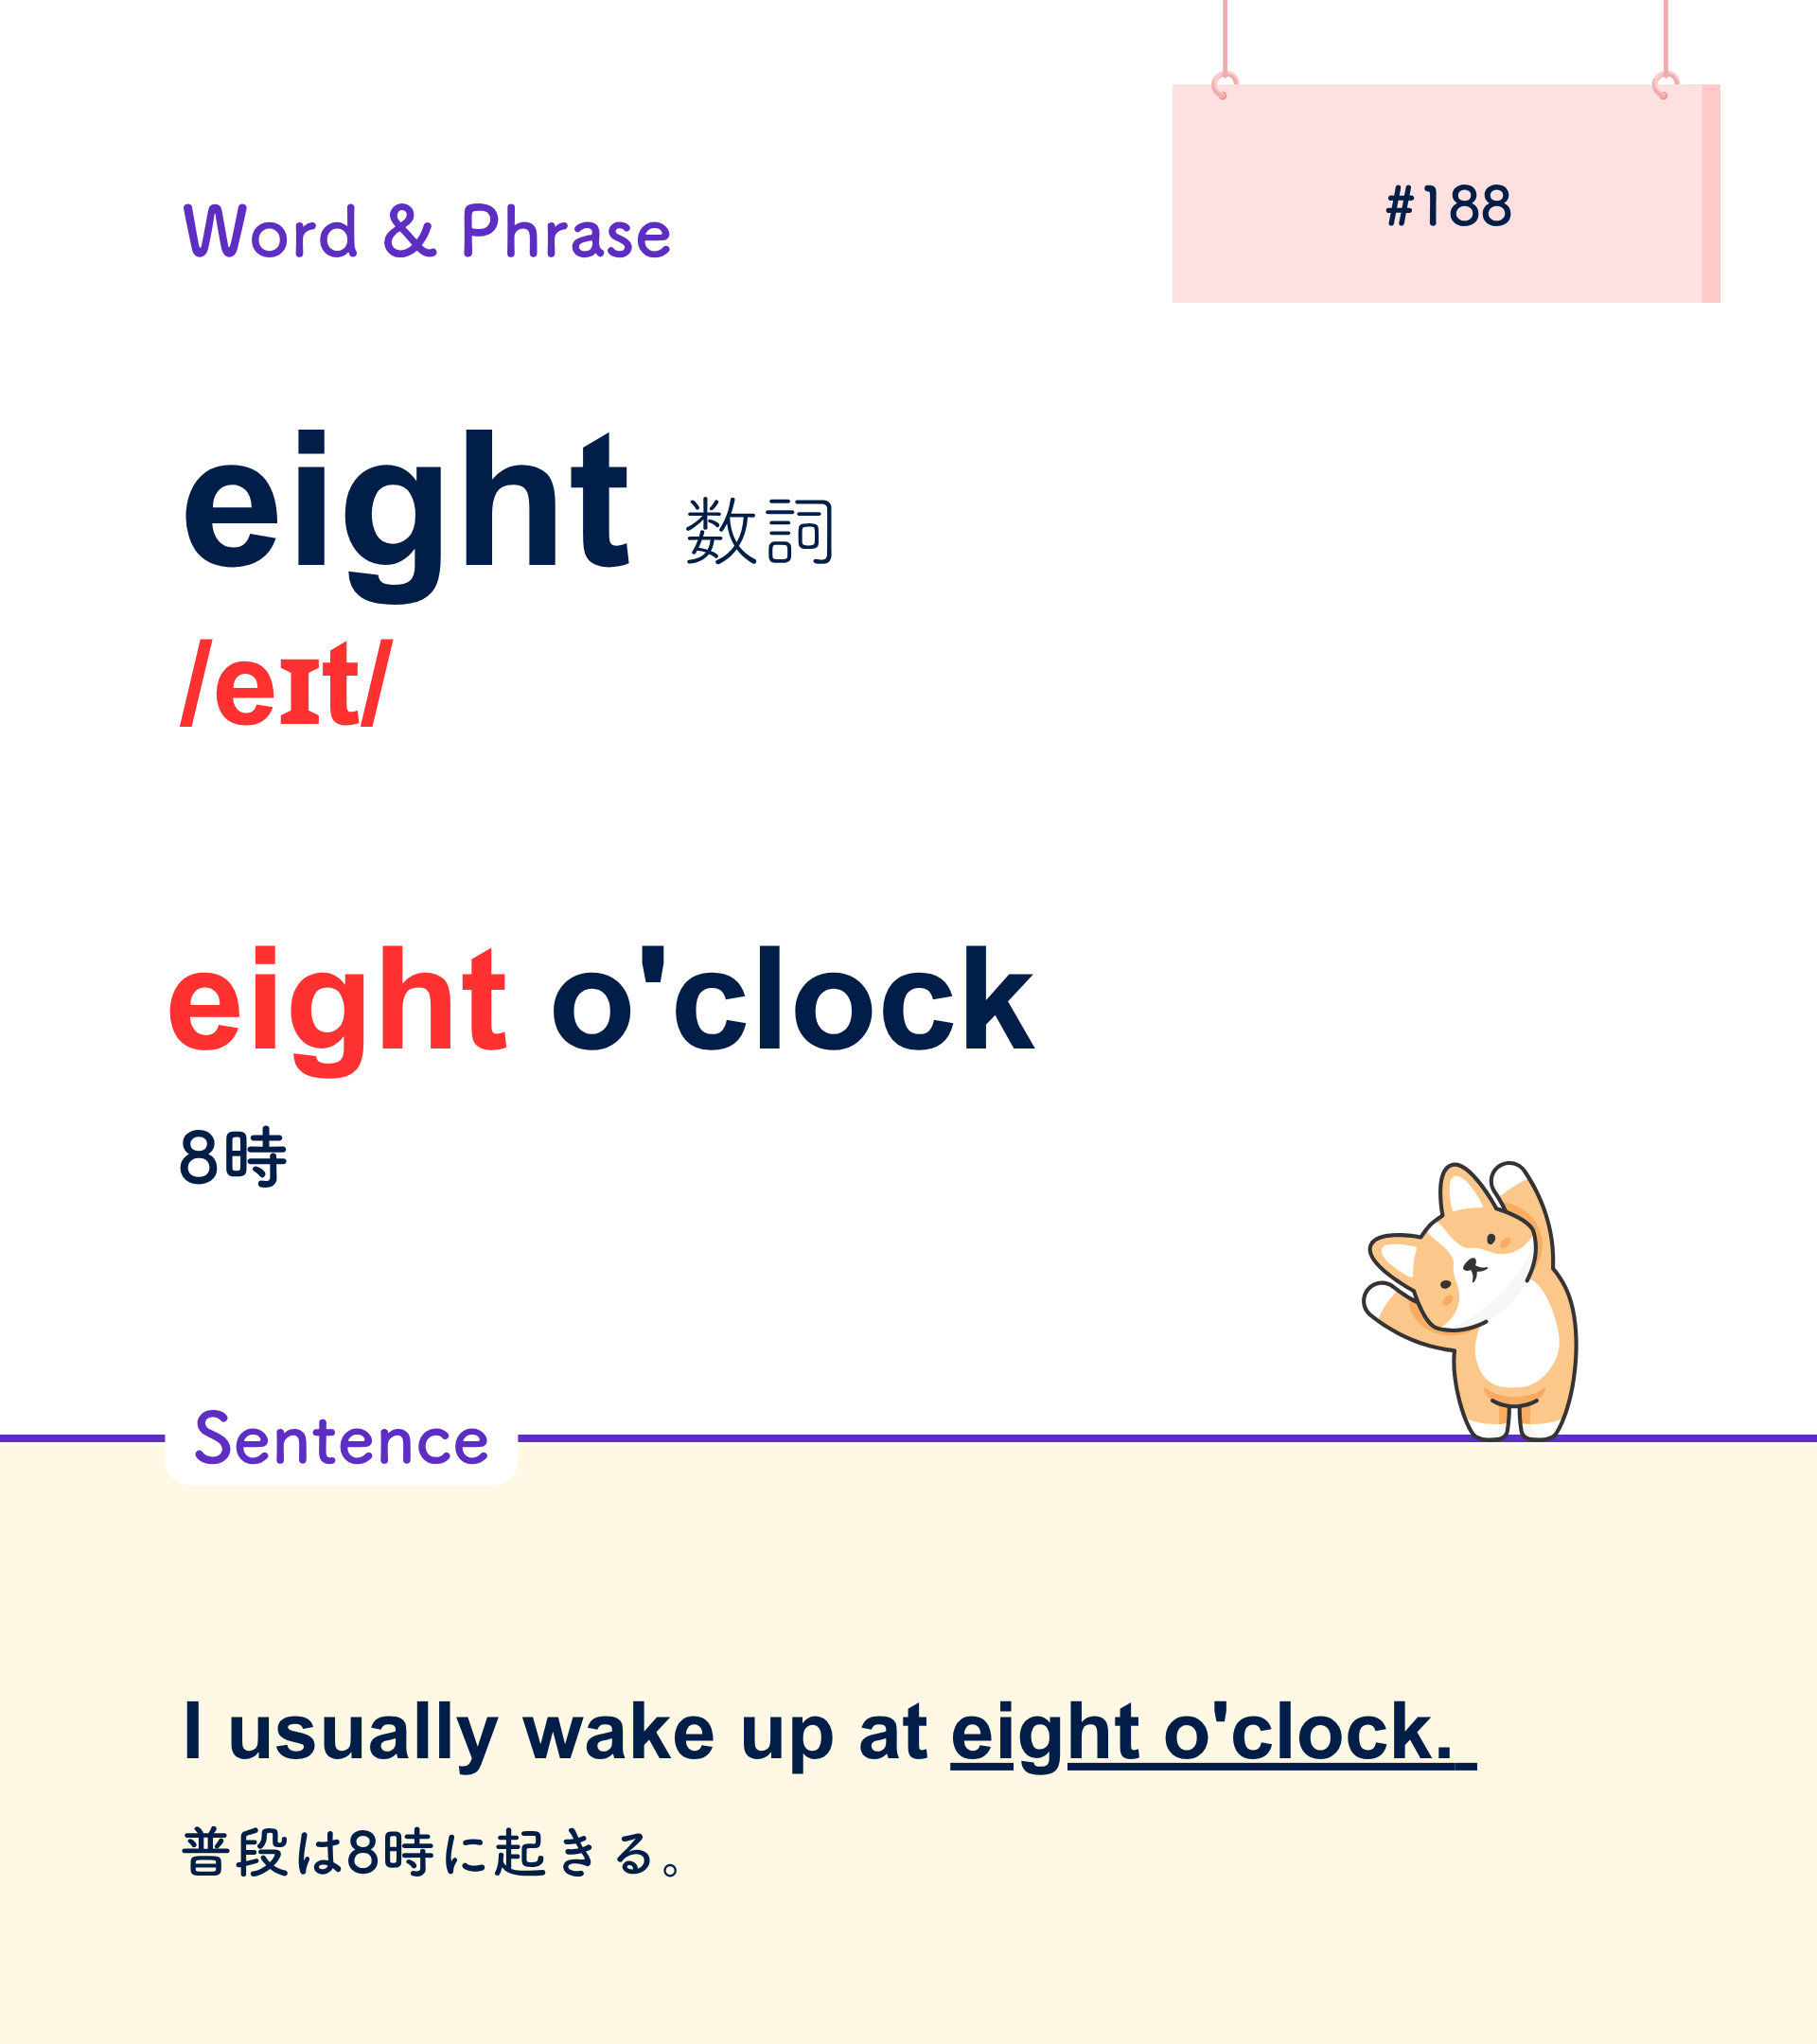 #188
Word & Phrase
eight 数詞
/eɪt/
eight o'clock
8時
Sentence
I usually wake up at eight o'clock.
普段は8時に起きる。